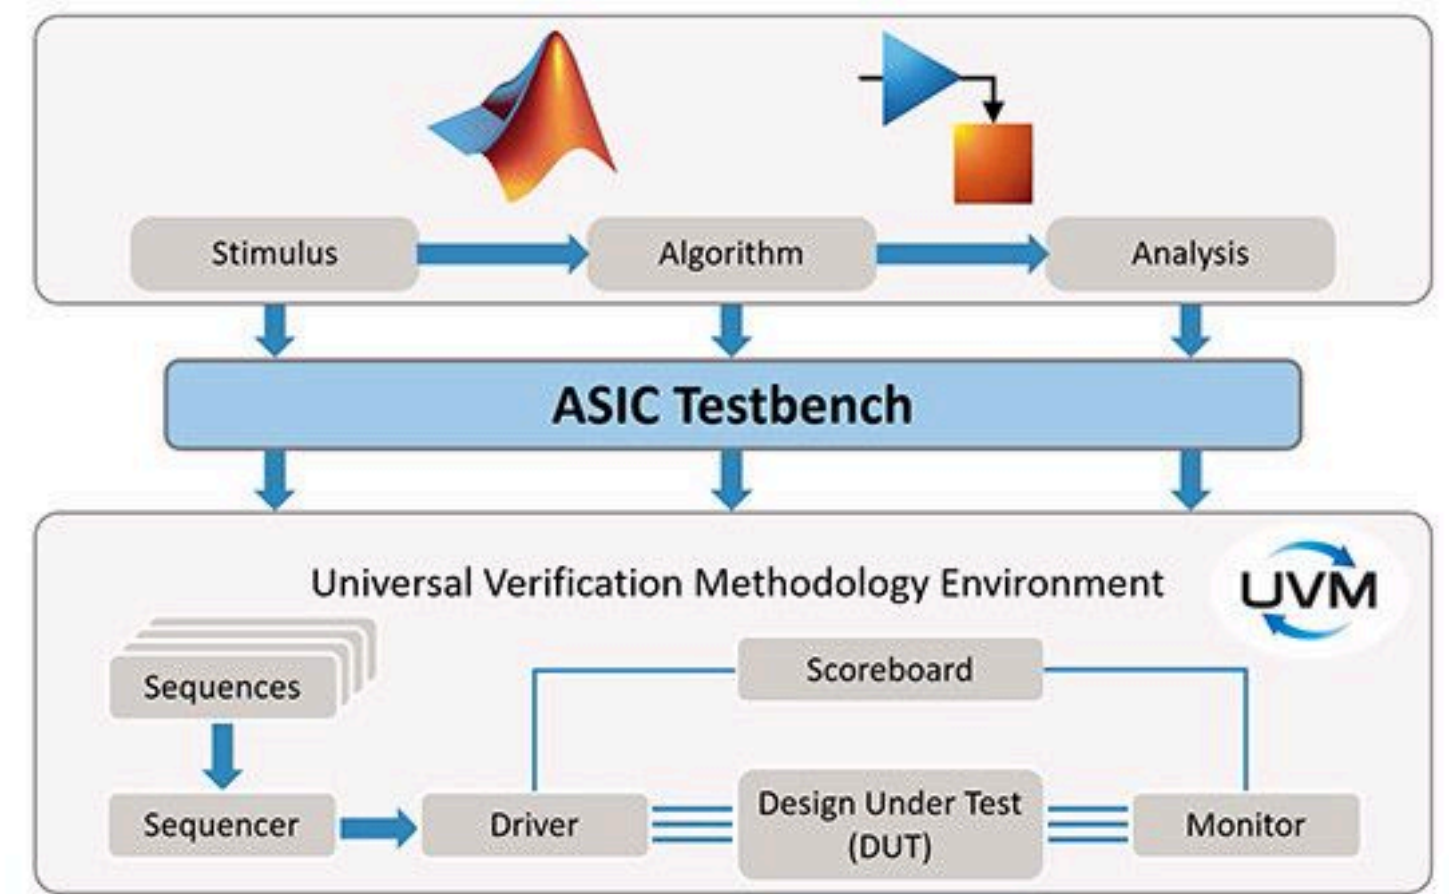 Stimulus
Algorithm
Analysis
ASIC Testbench
Universal Verification Methodology Environment
UVM
Sequences
Scoreboard
Sequencer
Driver
Design Under Test
(DUT)
Monitor